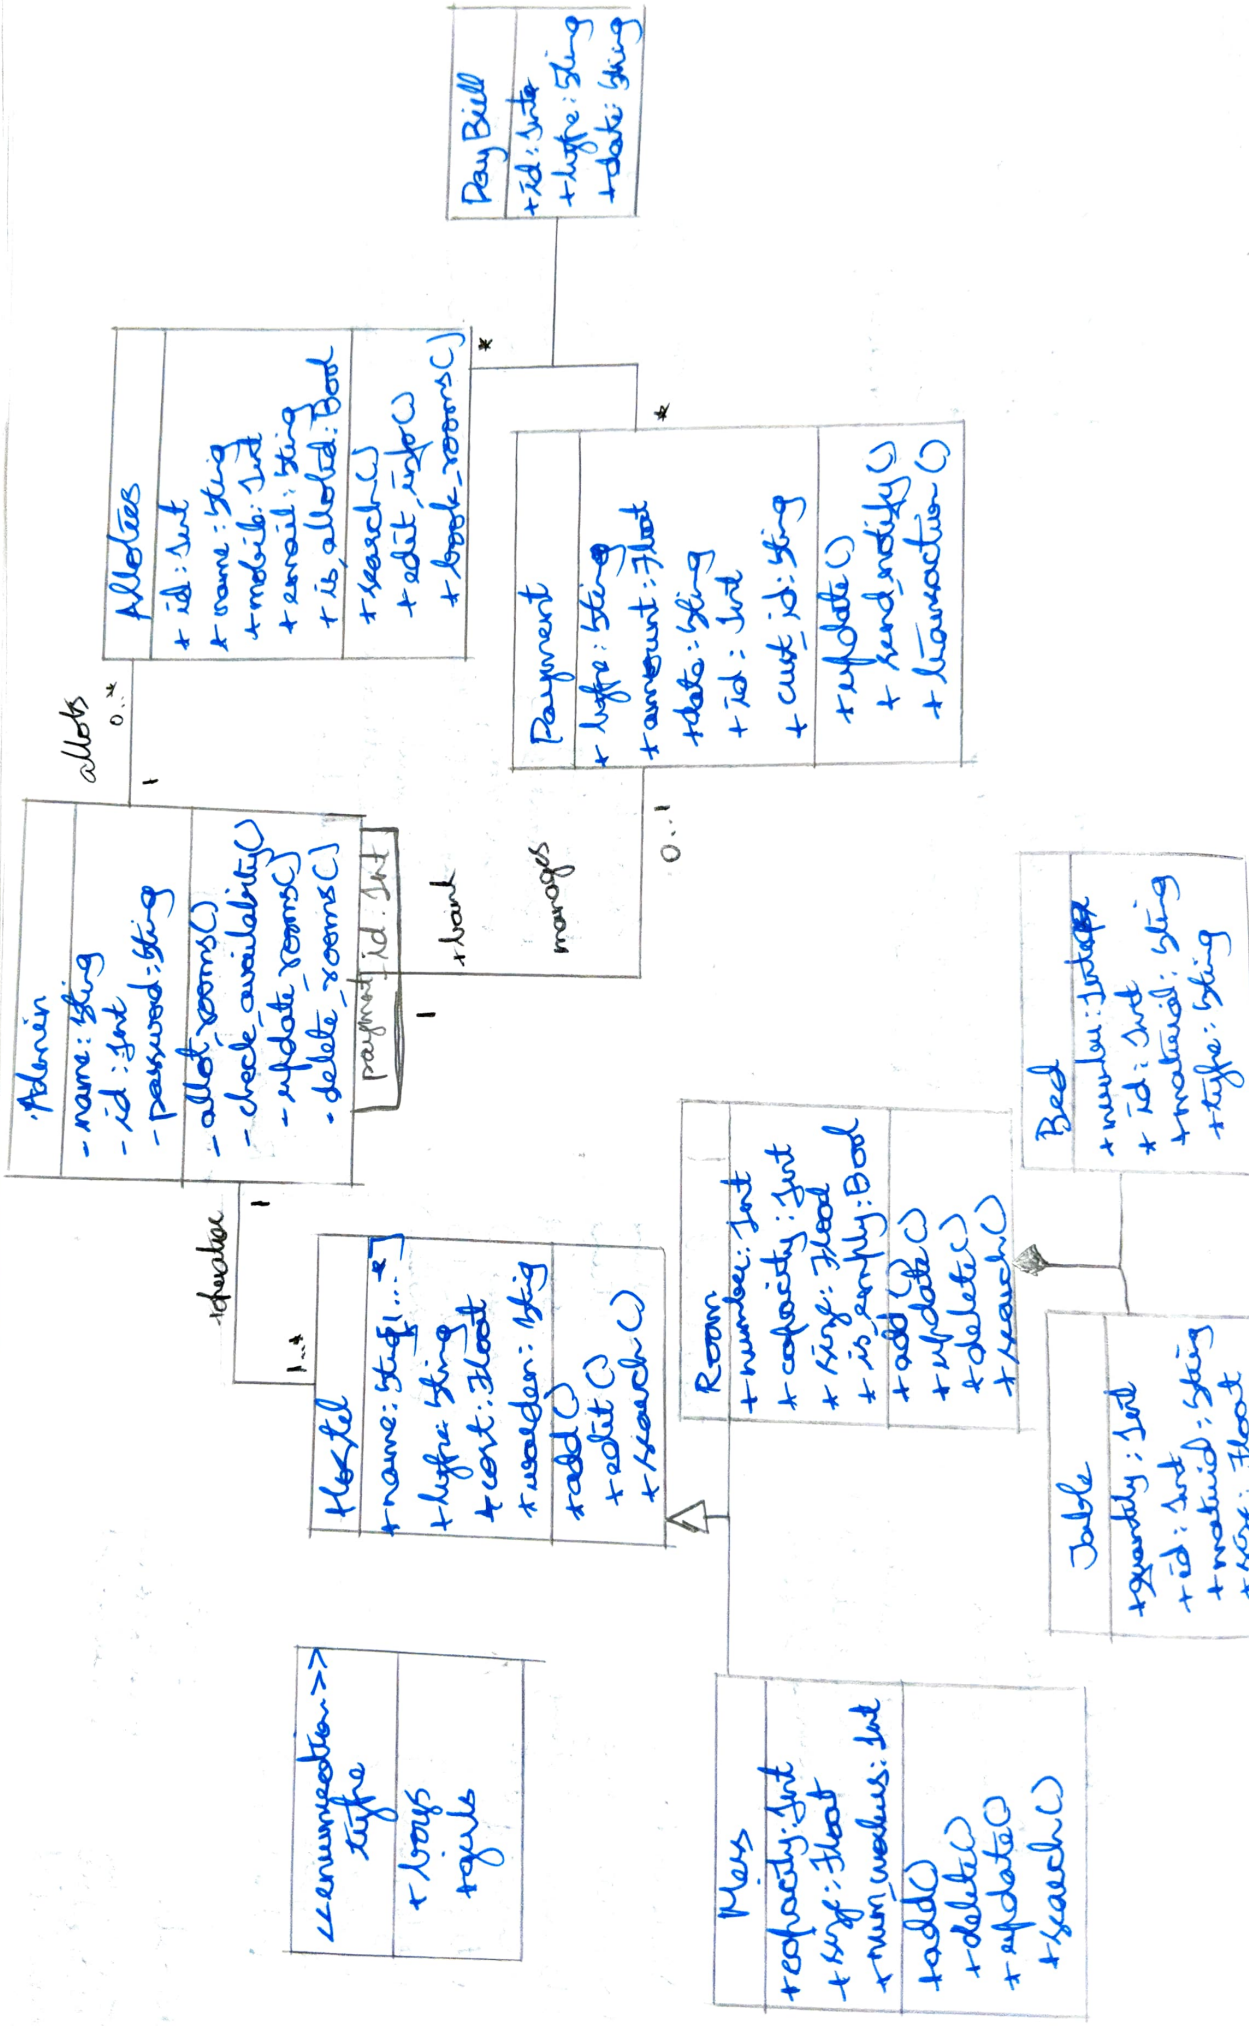 <<enumeration>>
type
+ boys
+ girls
Mess
+ capacity: Int
+ size: Float
+ num_workers: Int
+ add()
+ delete()
+ update()
+ search()
Hostel
+ name: String[1...*]
+ type: String
+ cost: Float
+ warden: String
+ add()
+ edit()
+ search()
1...*
+ operates
1
Admin
- name: String
- id: Int
- password: String
- allot_rooms()
- check_availability()
- update_rooms()
- delete_rooms()
payment_id: Int
allots
1
0..*
Allotees
+ id: Int
+ name: String
+ mobile: Int
+ email: String
+ is_alloted: Bool
+ search()
+ edit_info()
+ book_rooms()
*
1
+ bank
manages
0..1
Payment
+ type: String
+ amount: Float
+ date: String
+ id: Int
+ cust_id: String
+ update()
+ send_notify()
+ transaction()
*
Pay Bill
+ id: Int
+ type: String
+ date: String
Room
+ number: Int
+ capacity: Int
+ size: Float
+ is_empty: Bool
+ add()
+ update()
+ delete()
+ search()
Table
+ quantity: Int
+ id: Int
+ material: String
+ size: Float
Bed
+ number: Int
+ id: Int
+ material: String
+ type: String